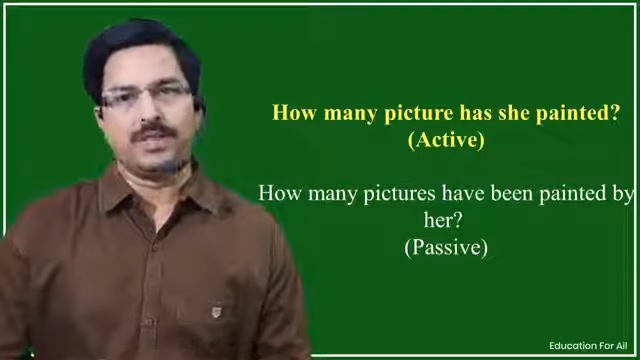 How many picture has she painted?
(Active)
How many pictures have been painted by
her?
(Passive)
Education For All